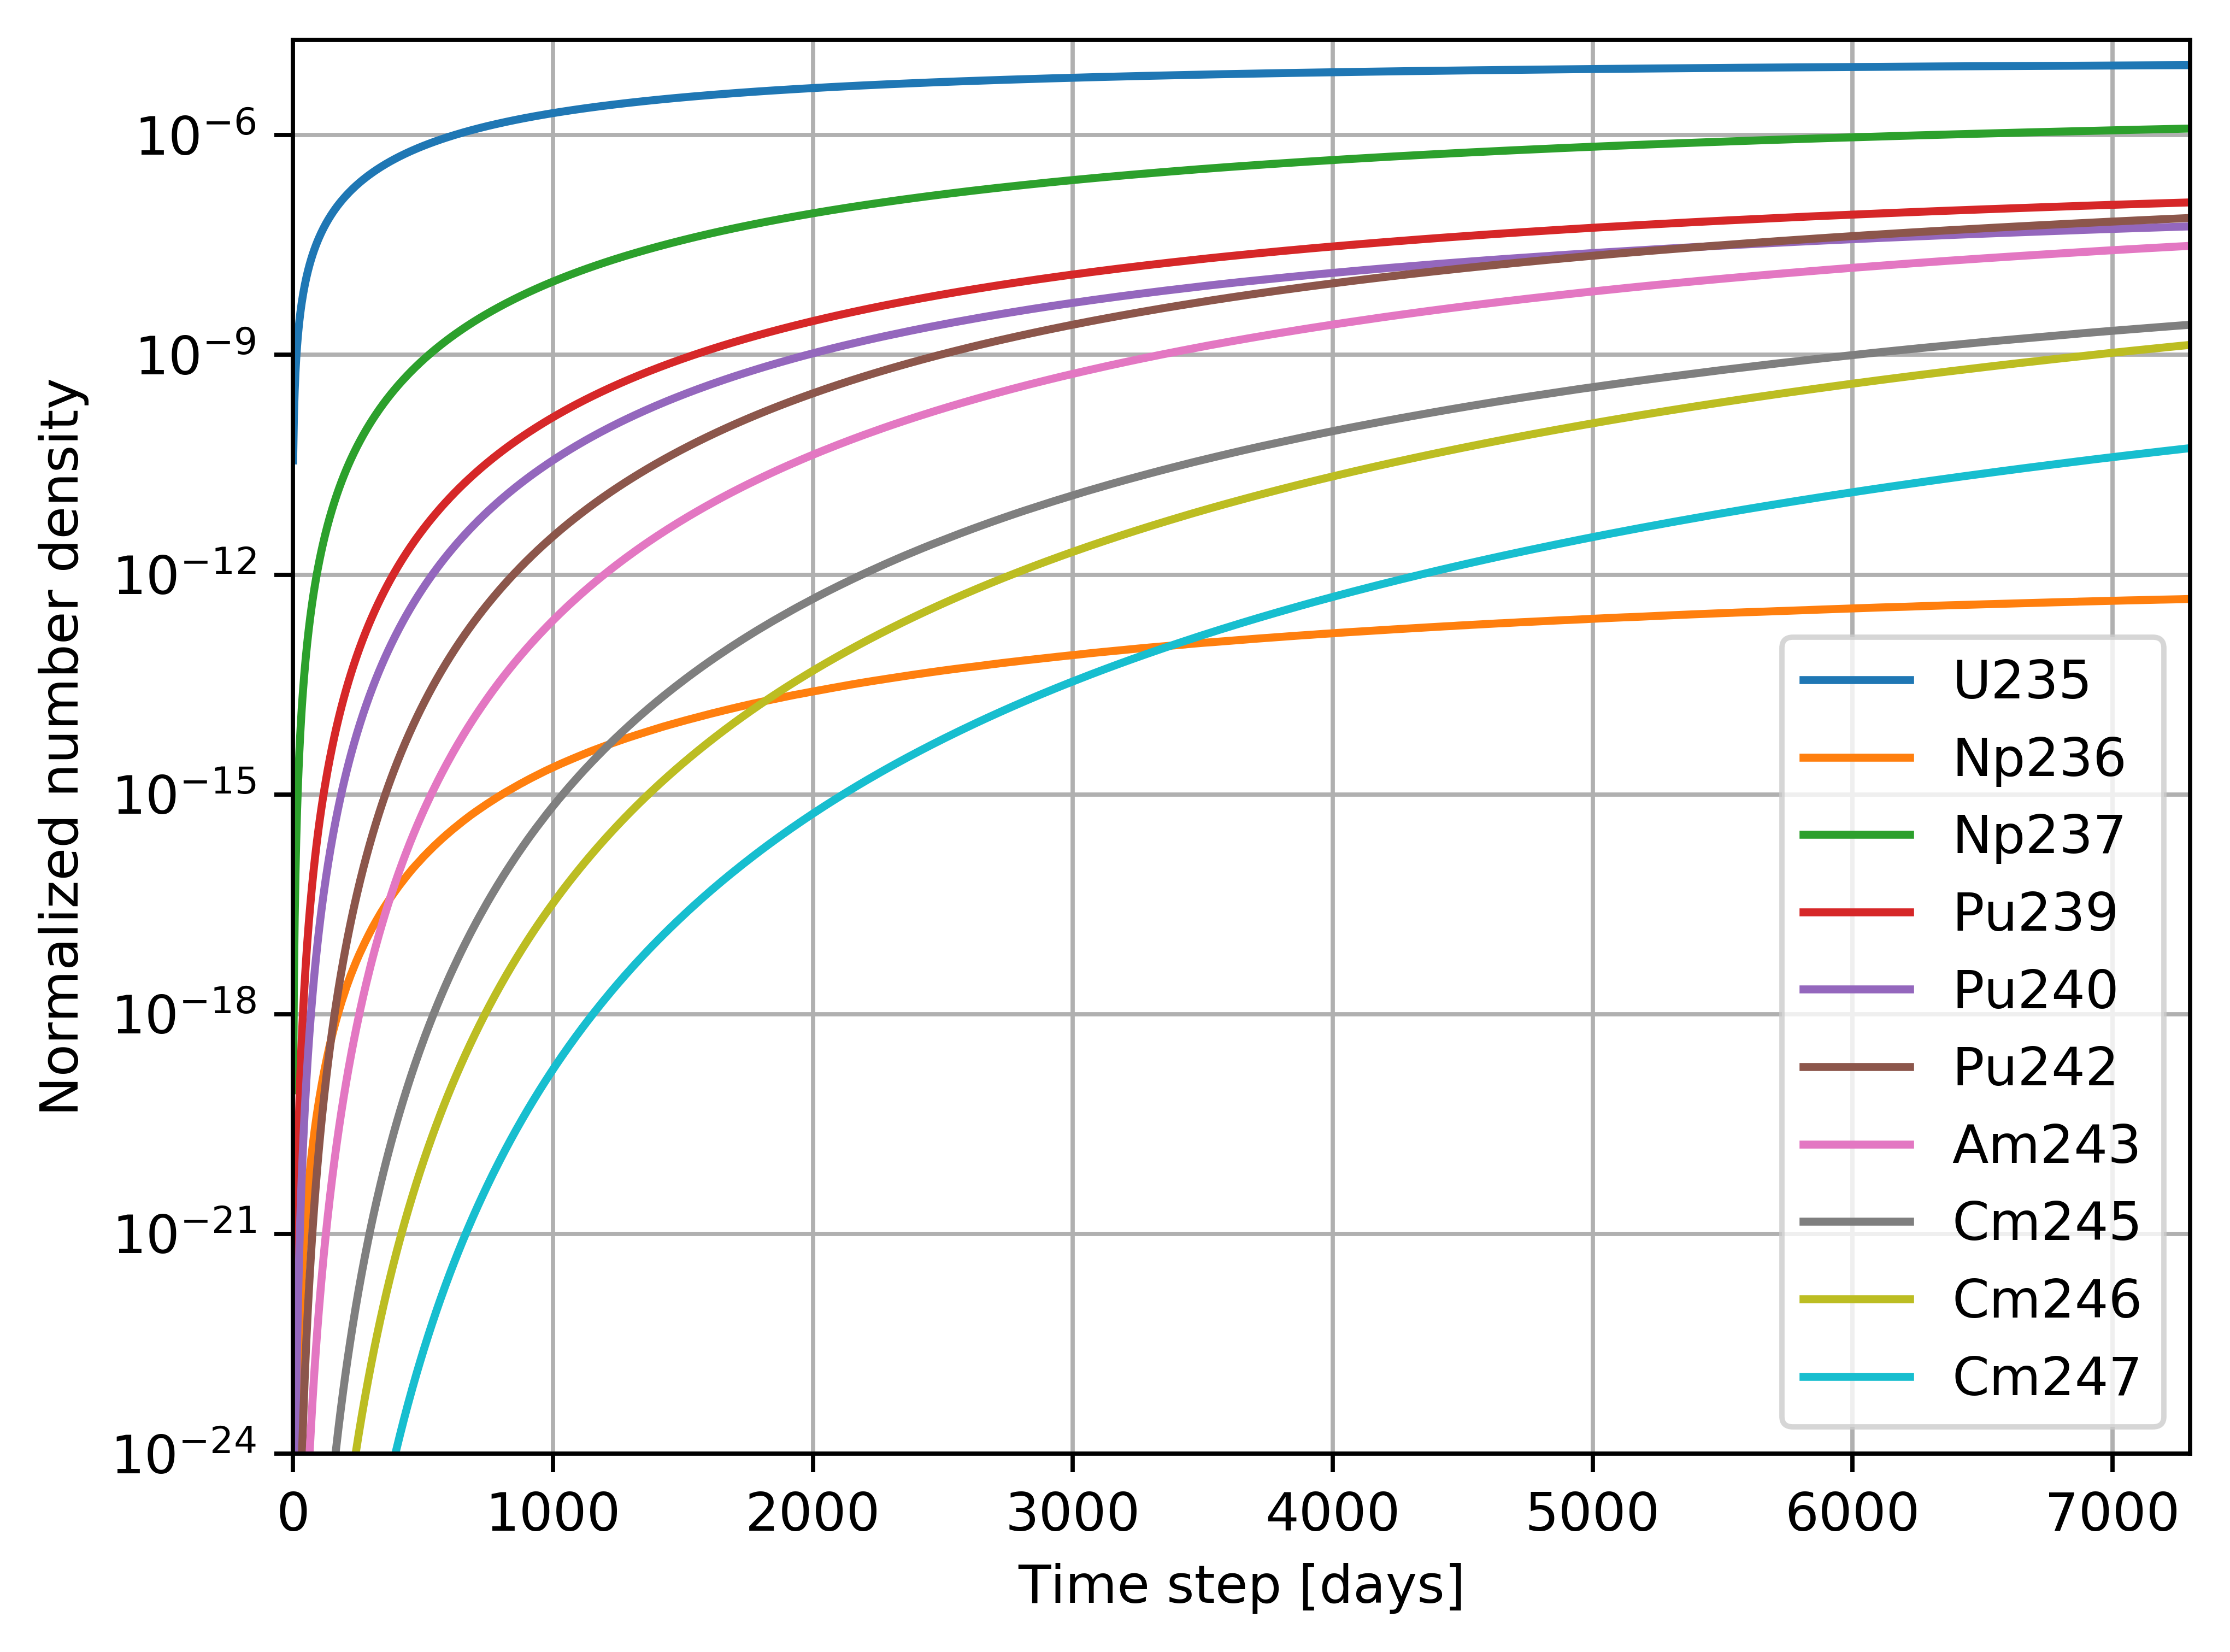 Normalized number density
10⁻⁶
10⁻⁹
10⁻¹²
10⁻¹⁵
10⁻¹⁸
10⁻²¹
10⁻²⁴
U235
Np236
Np237
Pu239
Pu240
Pu242
Am243
Cm245
Cm246
Cm247
0 1000 2000 3000 4000 5000 6000 7000
Time step [days]